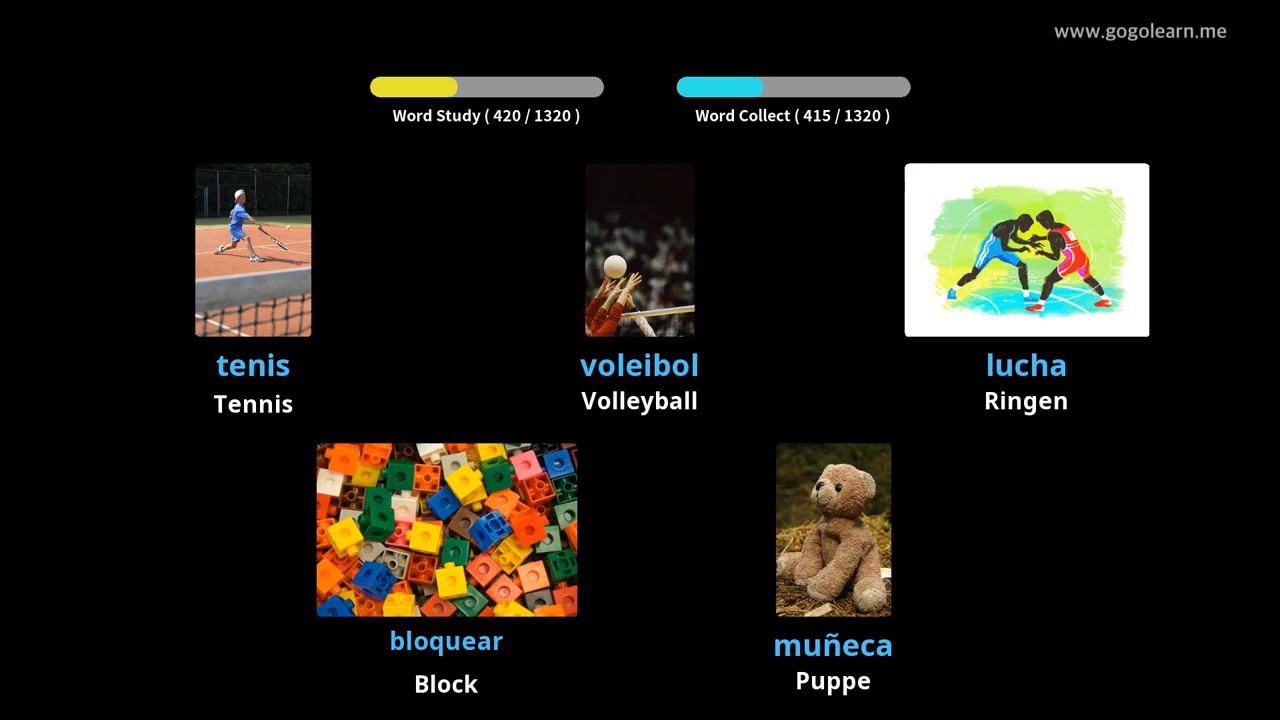 www.gogolearn.me
Word Study ( 420 / 1320 )
Word Collect ( 415 / 1320 )
tenis
Tennis
voleibol
Volleyball
lucha
Ringen
bloquear
Block
muñeca
Puppe